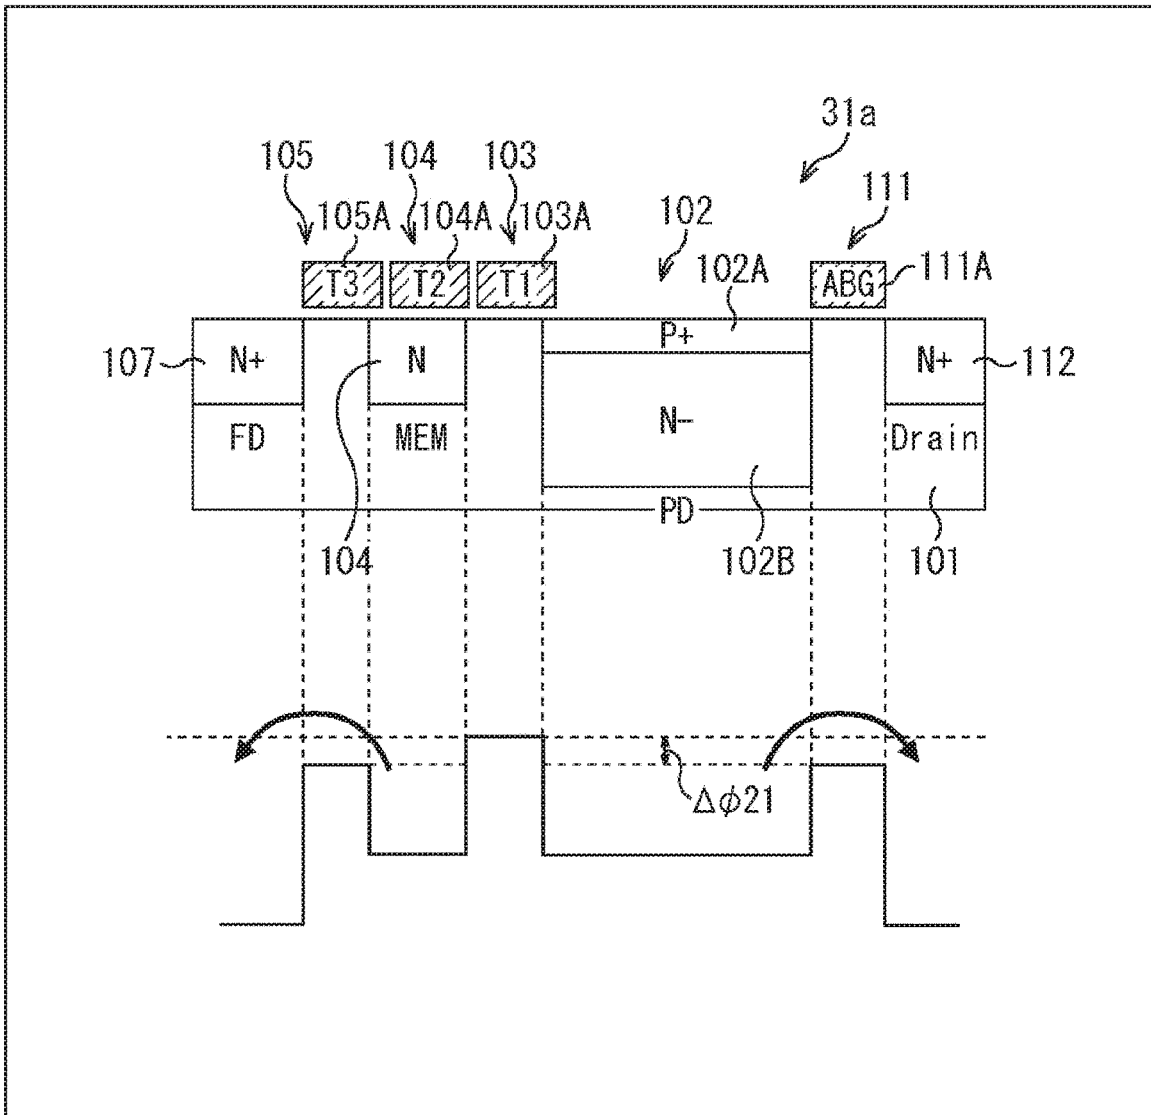 31a
105 104 103 111
105A 104A 103A 102
102A 111A
T3 T2 T1 ABG
P+
107 N+ N N+ 112
N-
FD MEM Drain
PD
104 102B 101
Δφ21